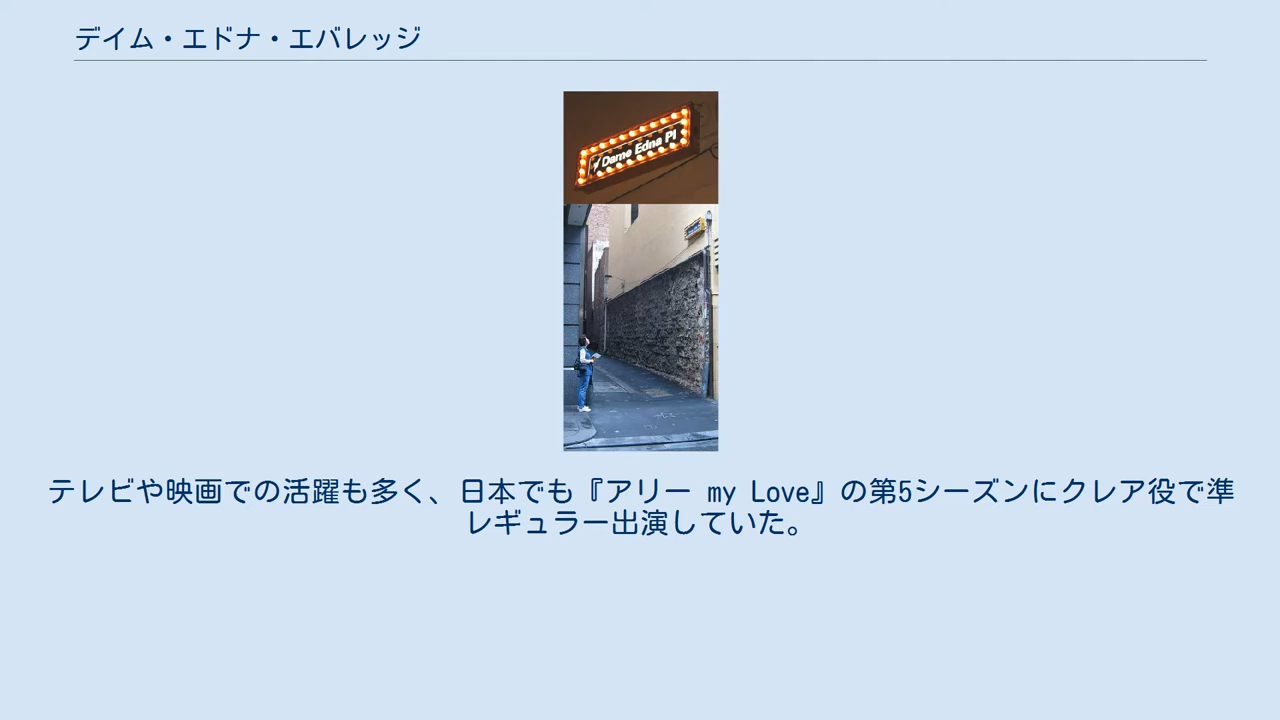 デイム・エドナ・エバレッジ
Dame Edna Pl
テレビや映画での活躍も多く、日本でも『アリー my Love』の第5シーズンにクレア役で準
レギュラー出演していた。